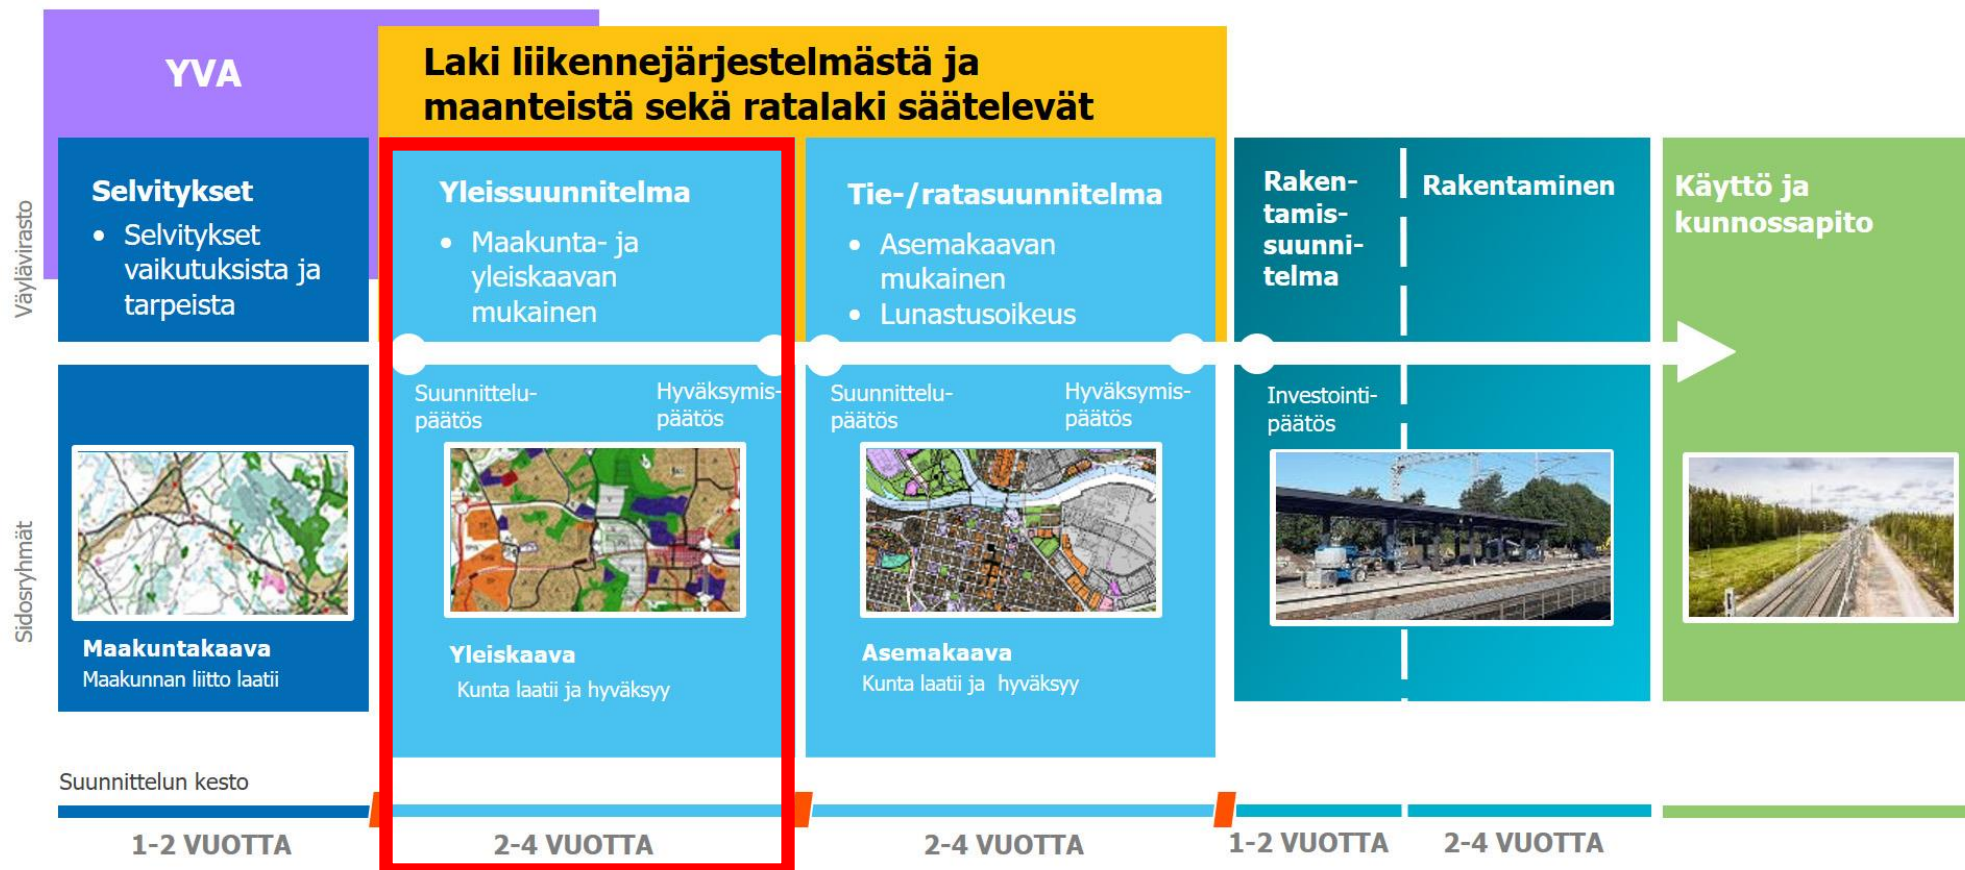 YVA
Laki liikennejärjestelmästä ja
maanteistä sekä ratalaki säätelevät
Väylävirasto
Selvitykset
• Selvitykset
vaikutuksista ja
tarpeista
Yleissuunnitelma
• Maakunta- ja
yleiskaavan
mukainen
Tie-/ratasuunnitelma
• Asemakaavan
mukainen
• Lunastusoikeus
Raken-
tamis-
suunni-
telma
Rakentaminen
Käyttö ja
kunnossapito
Sidosryhmät
Maakuntakaava
Maakunnan liitto laatii
Suunnittelu-
päätös
Hyväksymis-
päätös
Yleiskaava
Kunta laatii ja hyväksyy
Suunnittelu-
päätös
Hyväksymis-
päätös
Asemakaava
Kunta laatii ja hyväksyy
Investointi-
päätös
Suunnittelun kesto
1-2 VUOTTA
2-4 VUOTTA
2-4 VUOTTA
1-2 VUOTTA
2-4 VUOTTA